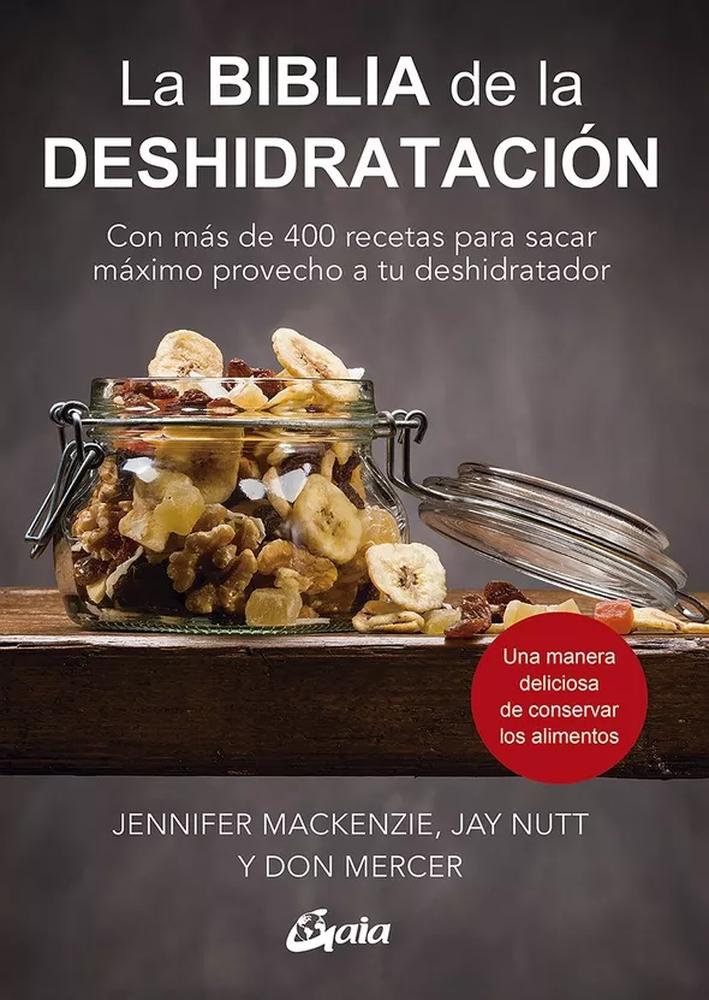 La BIBLIA de la
DESHIDRATACIÓN
Con más de 400 recetas para sacar
máximo provecho a tu deshidratador
Una manera
deliciosa
de conservar
los alimentos
JENNIFER MACKENZIE, JAY NUTT
Y DON MERCER
Gaia